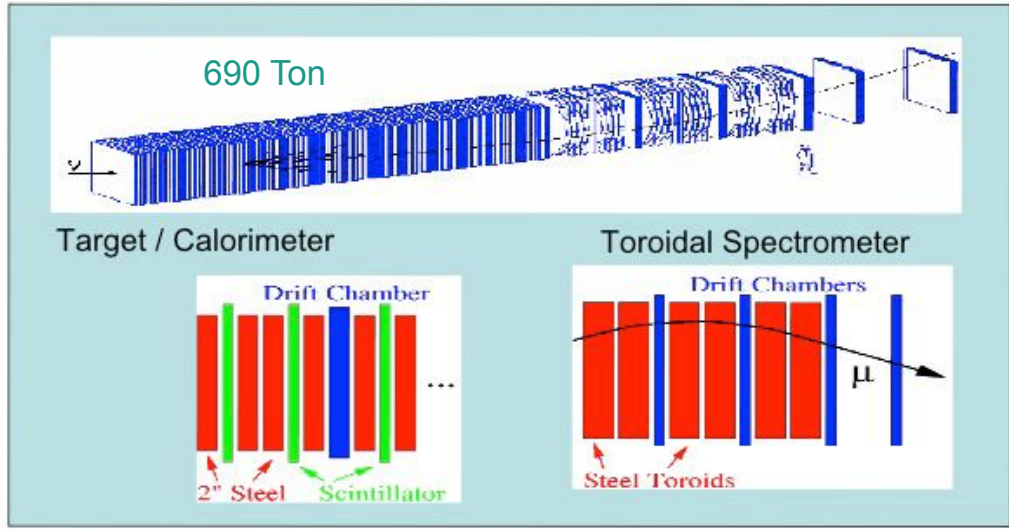 690 Ton
ν
Target / Calorimeter
Toroidal Spectrometer
Drift Chamber
...
2" Steel
Scintillator
Drift Chambers
μ
Steel Toroids